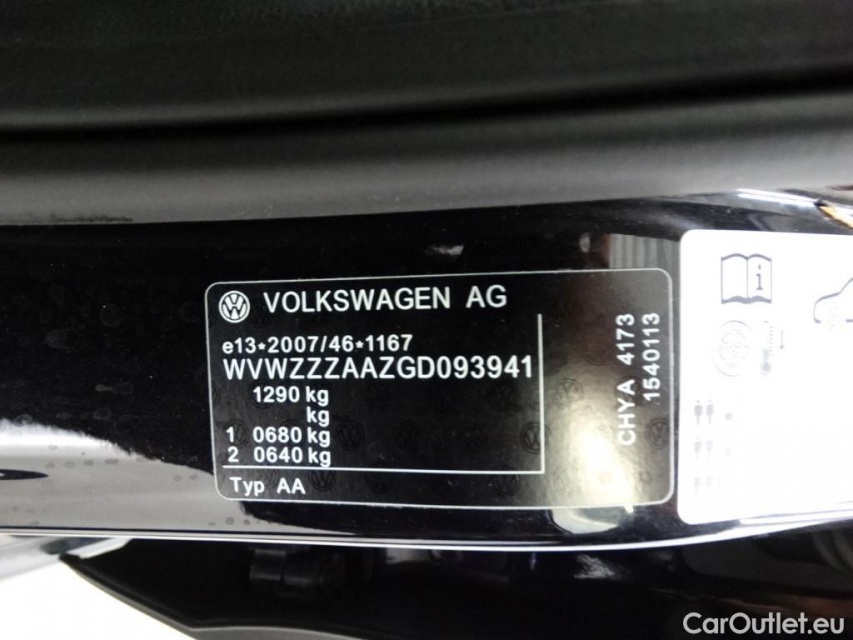 VOLKSWAGEN AG
e13*2007/46*1167
WVWZZZAAZGD093941
1290 kg
kg
1 0680 kg
2 0640 kg
Typ AA
CHYA 4173
1540113
CarOutlet.eu